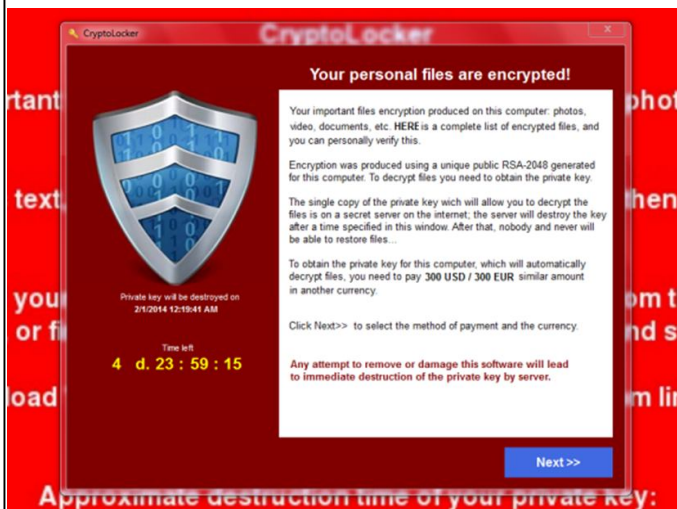 CryptoLocker
CryptoLocker
x
Your personal files are encrypted!
Your important files encryption produced on this computer: photos,
video, documents, etc. HERE is a complete list of encrypted files, and
you can personally verify this.
Encryption was produced using a unique public RSA-2048 generated
for this computer. To decrypt files you need to obtain the private key.
The single copy of the private key wich will allow you to decrypt the
files is on a secret server on the internet; the server will destroy the key
after a time specified in this window. After that, nobody and never will
be able to restore files...
To obtain the private key for this computer, which will automatically
decrypt files, you need to pay 300 USD / 300 EUR similar amount
in another currency.
Click Next>> to select the method of payment and the currency.
Any attempt to remove or damage this software will lead
to immediate destruction of the private key by server.
Private key will be destroyed on
2/1/2014 12:19:41 AM
Time left
4 d. 23 : 59 : 15
Next >>
rtant phot
text
you
or fi nd s
load
Approximate destruction time of your private key: